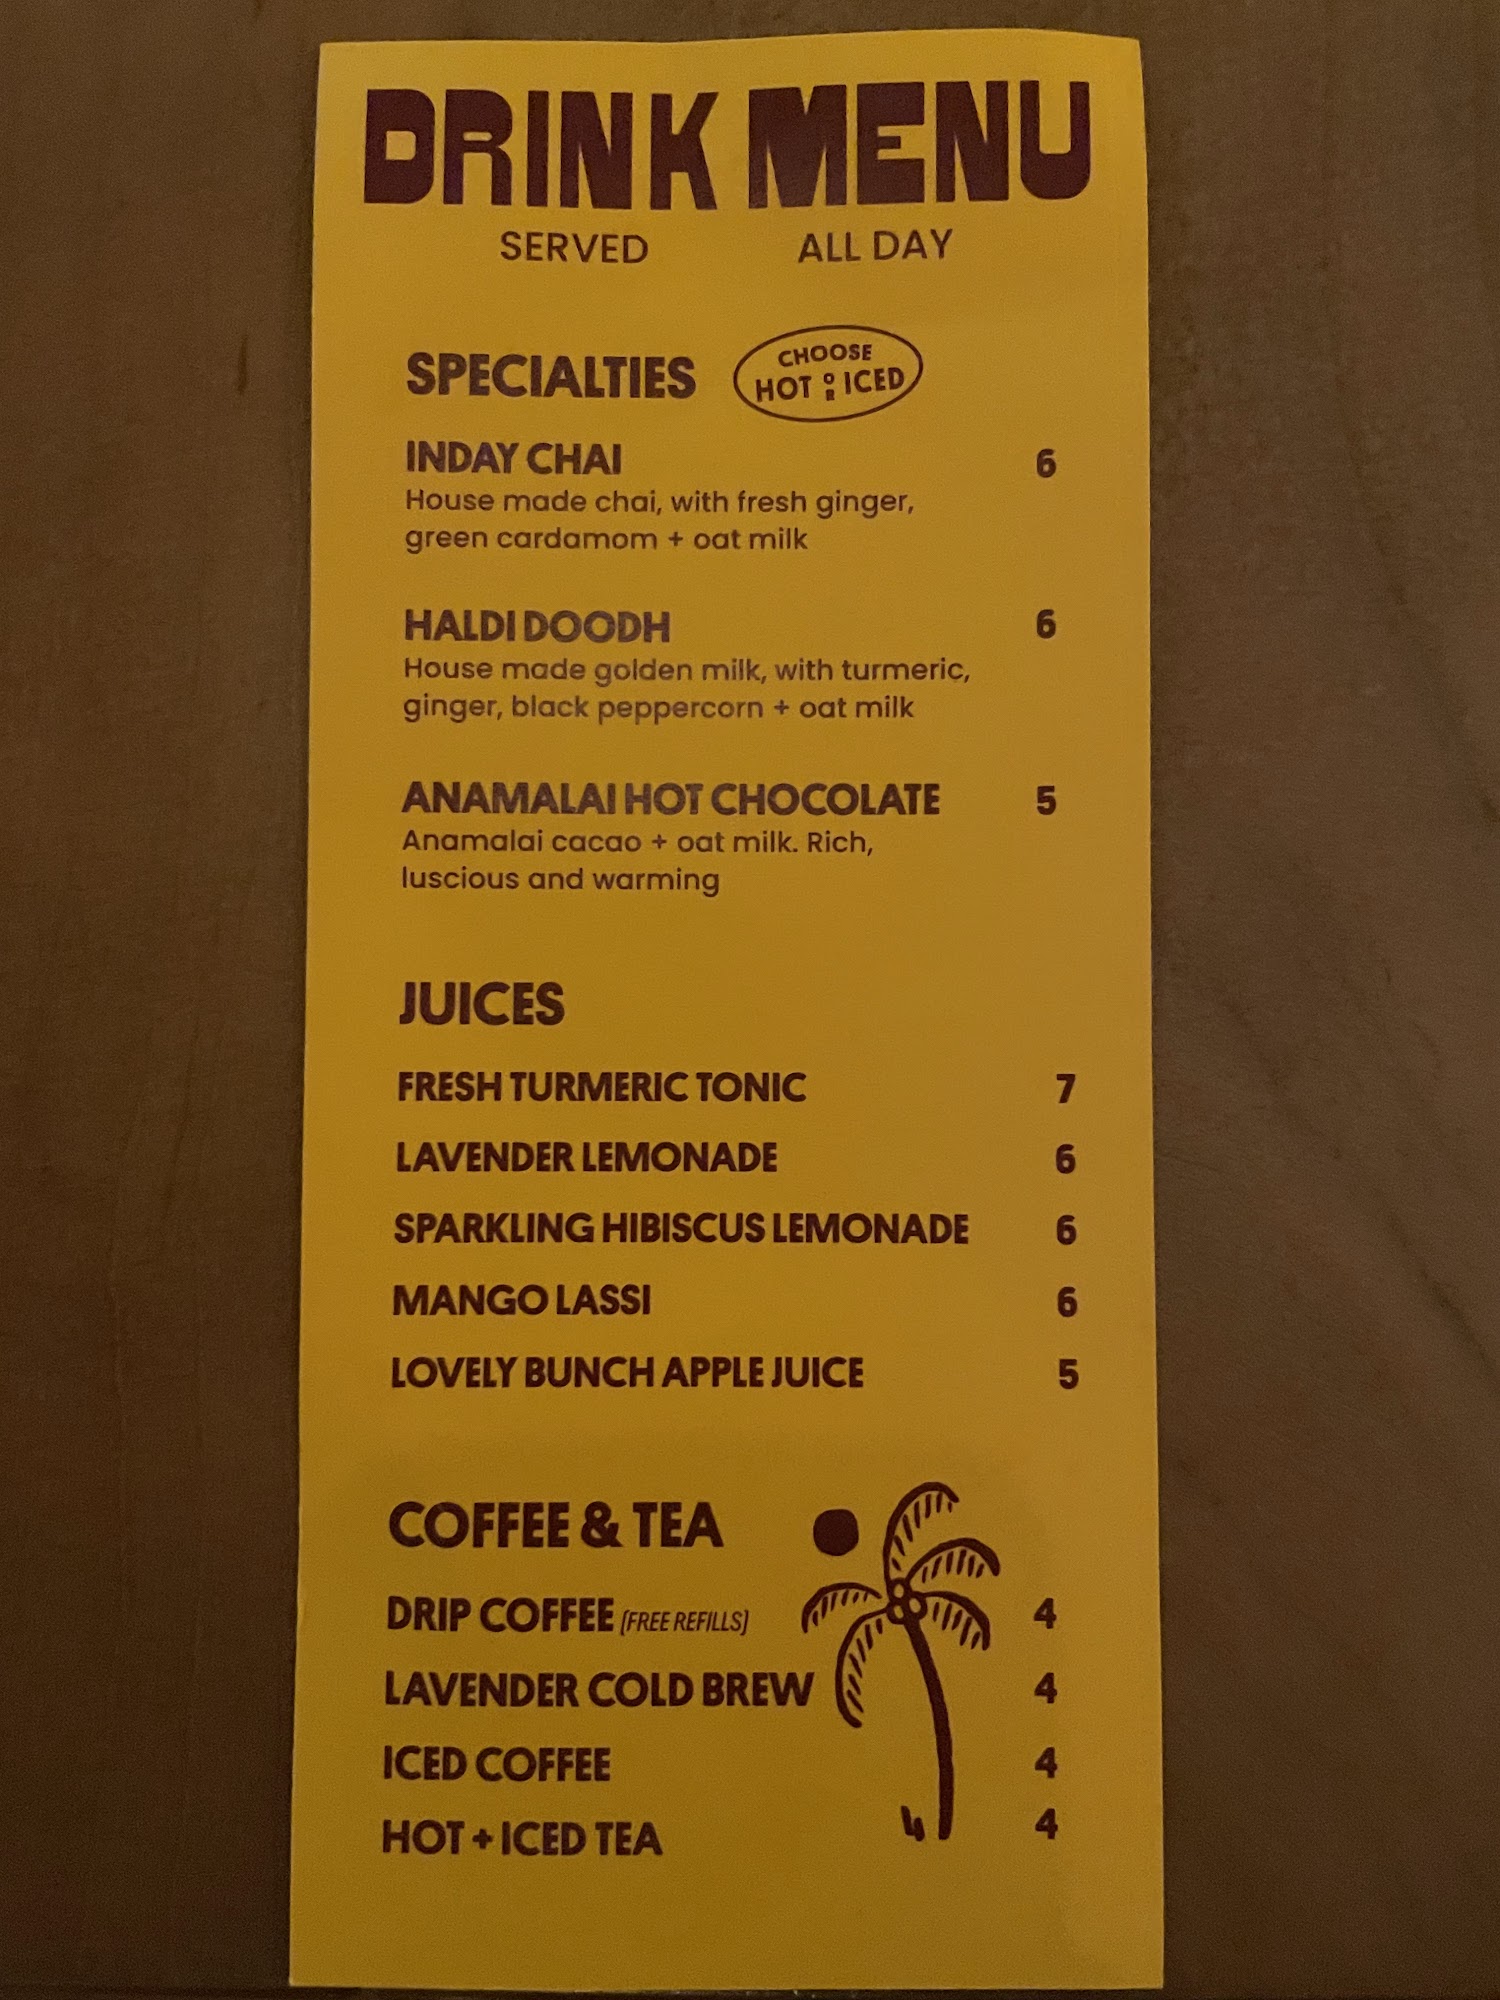 DRINK MENU
SERVED ALL DAY
SPECIALTIES
CHOOSE
HOT OR ICED
INDAY CHAI 6
House made chai, with fresh ginger,
green cardamom + oat milk
HALDI DOODH 6
House made golden milk, with turmeric,
ginger, black peppercorn + oat milk
ANAMALAI HOT CHOCOLATE 5
Anamalai cacao + oat milk. Rich,
luscious and warming
JUICES
FRESH TURMERIC TONIC 7
LAVENDER LEMONADE 6
SPARKLING HIBISCUS LEMONADE 6
MANGO LASSI 6
LOVELY BUNCH APPLE JUICE 5
COFFEE & TEA
DRIP COFFEE (FREE REFILLS) 4
LAVENDER COLD BREW 4
ICED COFFEE 4
HOT + ICED TEA 4